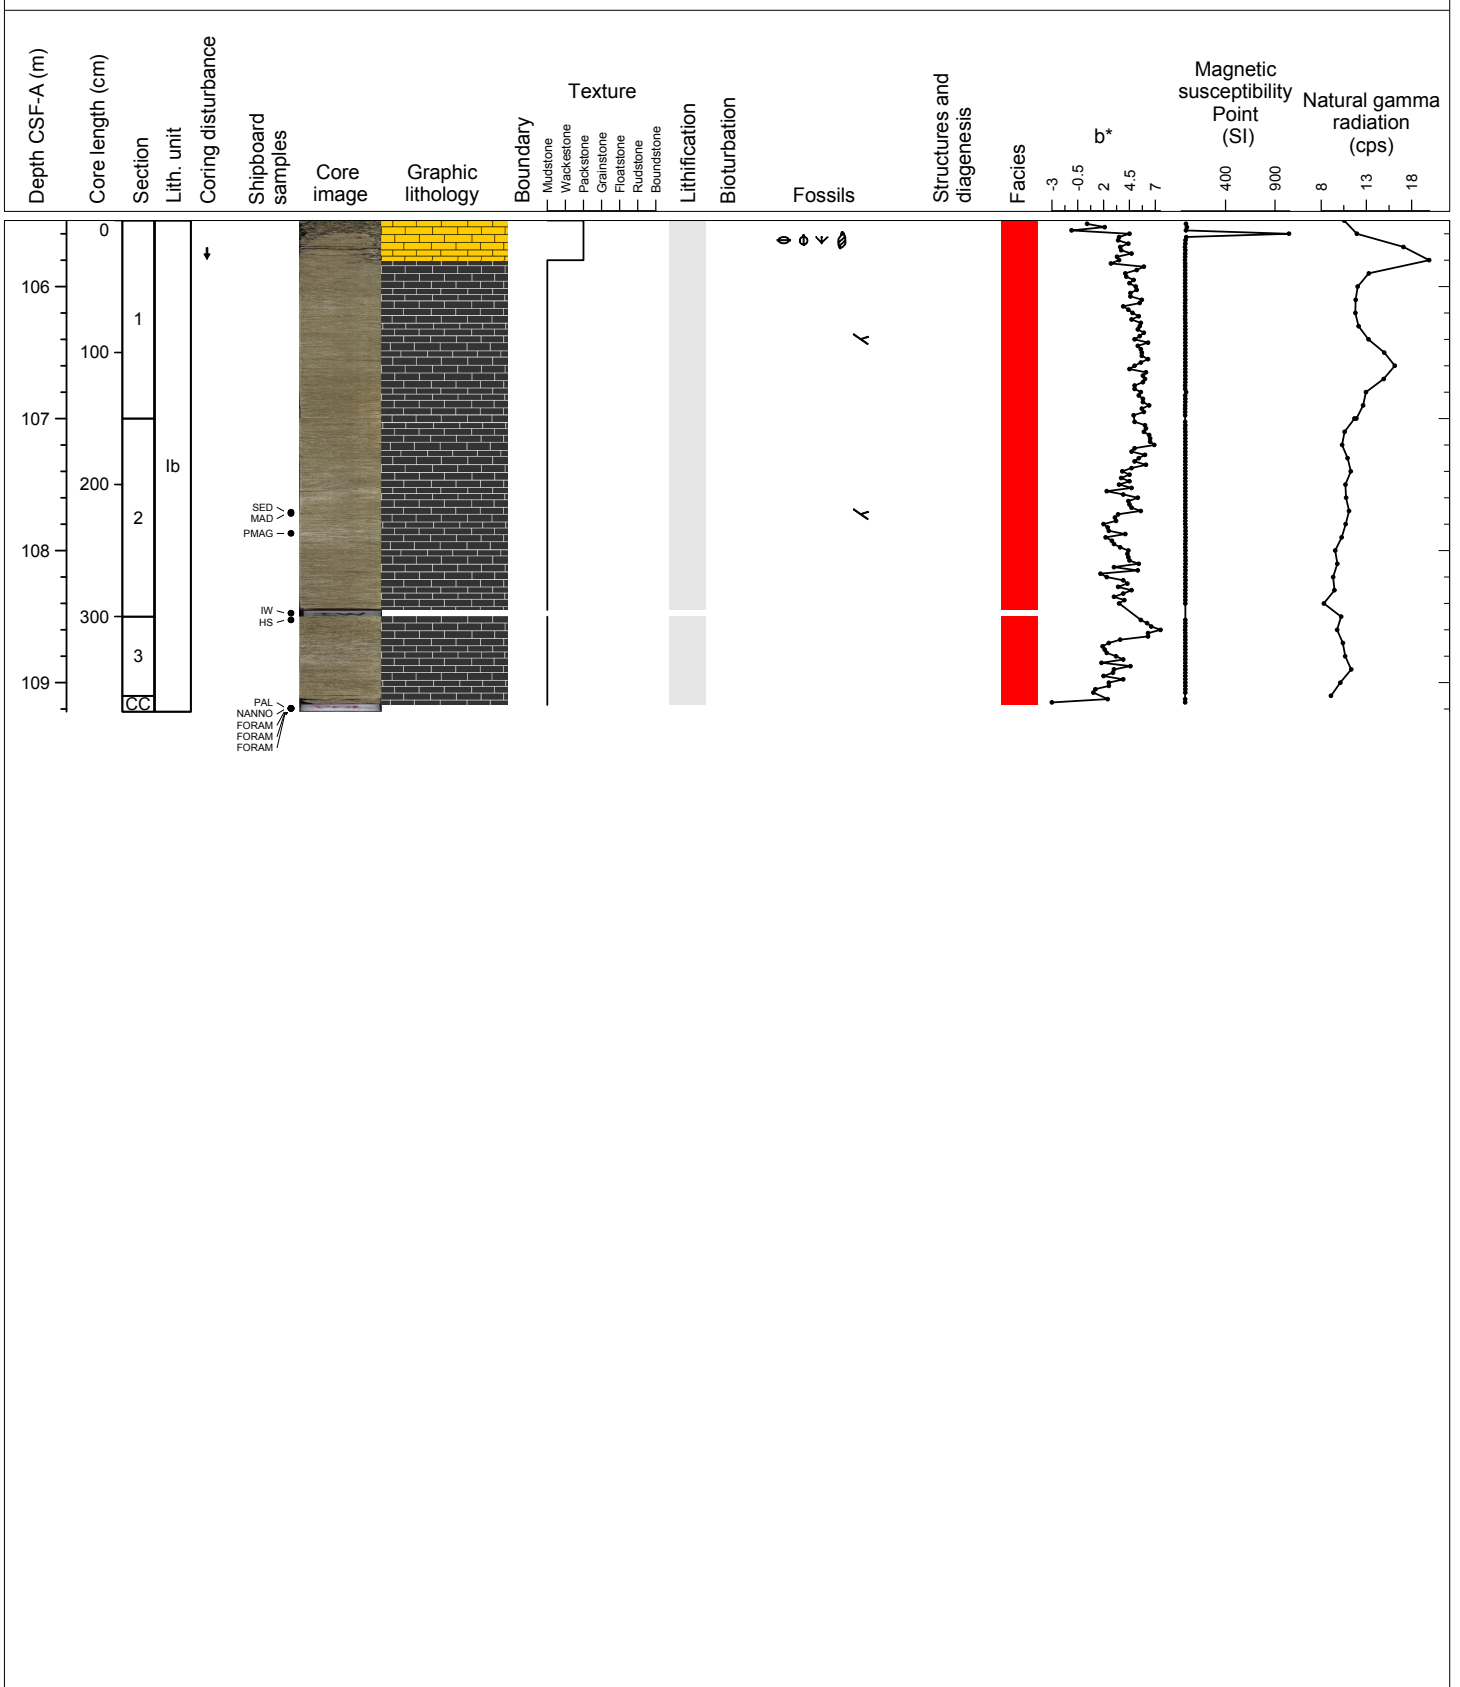 Depth CSF-A (m)
Core length (cm)
Section
Lith. unit
Coring disturbance
Shipboard
samples
Core
image
Graphic
lithology
Boundary
Texture
Mudstone
Wackestone
Packstone
Grainstone
Floatstone
Rudstone
Boundstone
Lithification
Bioturbation
Fossils
Structures and
diagenesis
Facies
b*
-3
-0.5
2
4.5
7
Magnetic
susceptibility
Point
(SI)
400
900
Natural gamma
radiation
(cps)
8
13
18
106
107
108
109
0
100
200
300
1
2
3
CC
Ib
SED
MAD
PMAG
IW
HS
PAL
NANNO
FORAM
FORAM
FORAM